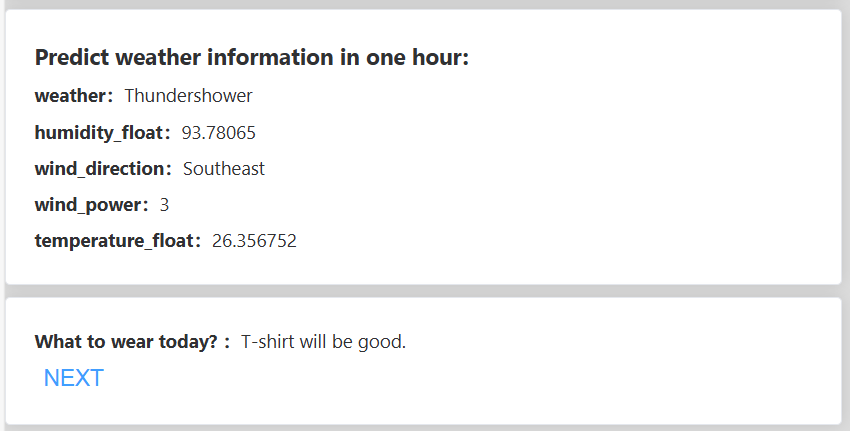 Predict weather information in one hour:
weather： Thundershower
humidity_float： 93.78065
wind_direction： Southeast
wind_power： 3
temperature_float： 26.356752
What to wear today?： T-shirt will be good.
NEXT